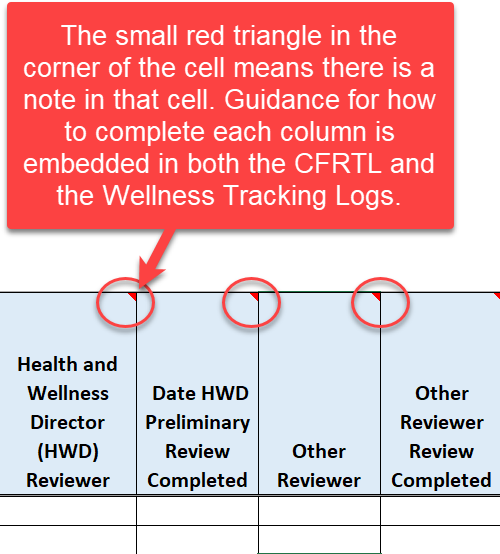 The small red triangle in the
corner of the cell means there is a
note in that cell. Guidance for how
to complete each column is
embedded in both the CFRTL and
the Wellness Tracking Logs.
Health and
Wellness
Director
(HWD)
Reviewer
Date HWD
Preliminary
Review
Completed
Other
Reviewer
Other
Reviewer
Review
Completed